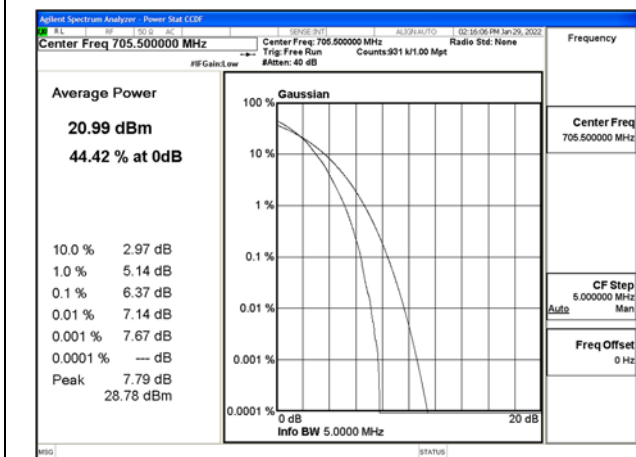 Agilent Spectrum Analyzer - Power Stat CCDF
RL RF 50 Ω AC SENSE:INT ALIGN AUTO 02:16:06 PM Jan 29, 2022
Center Freq 705.500000 MHz
Center Freq: 705.500000 MHz Radio Std: None
Trig: Free Run Counts:931 k/1.00 Mpt
#IFGain:Low #Atten: 40 dB
Frequency
Average Power
20.99 dBm
44.42 % at 0dB
10.0 % 2.97 dB
1.0 % 5.14 dB
0.1 % 6.37 dB
0.01 % 7.14 dB
0.001 % 7.67 dB
0.0001 % --- dB
Peak 7.79 dB
28.78 dBm
Gaussian
100 %
10 %
1 %
0.1 %
0.01 %
0.001 %
0.0001 %
0 dB 20 dB
Info BW 5.0000 MHz
Center Freq
705.500000 MHz
CF Step
5.000000 MHz
Auto Man
Freq Offset
0 Hz
MSG STATUS